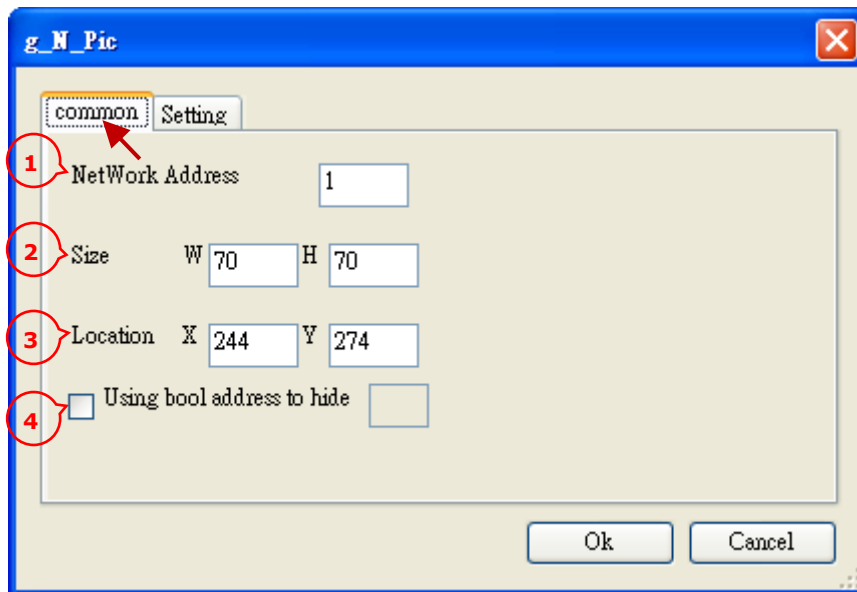 g_N_Pic
common Setting
1 NetWork Address 1
2 Size W 70 H 70
3 Location X 244 Y 274
4 Using bool address to hide
Ok Cancel